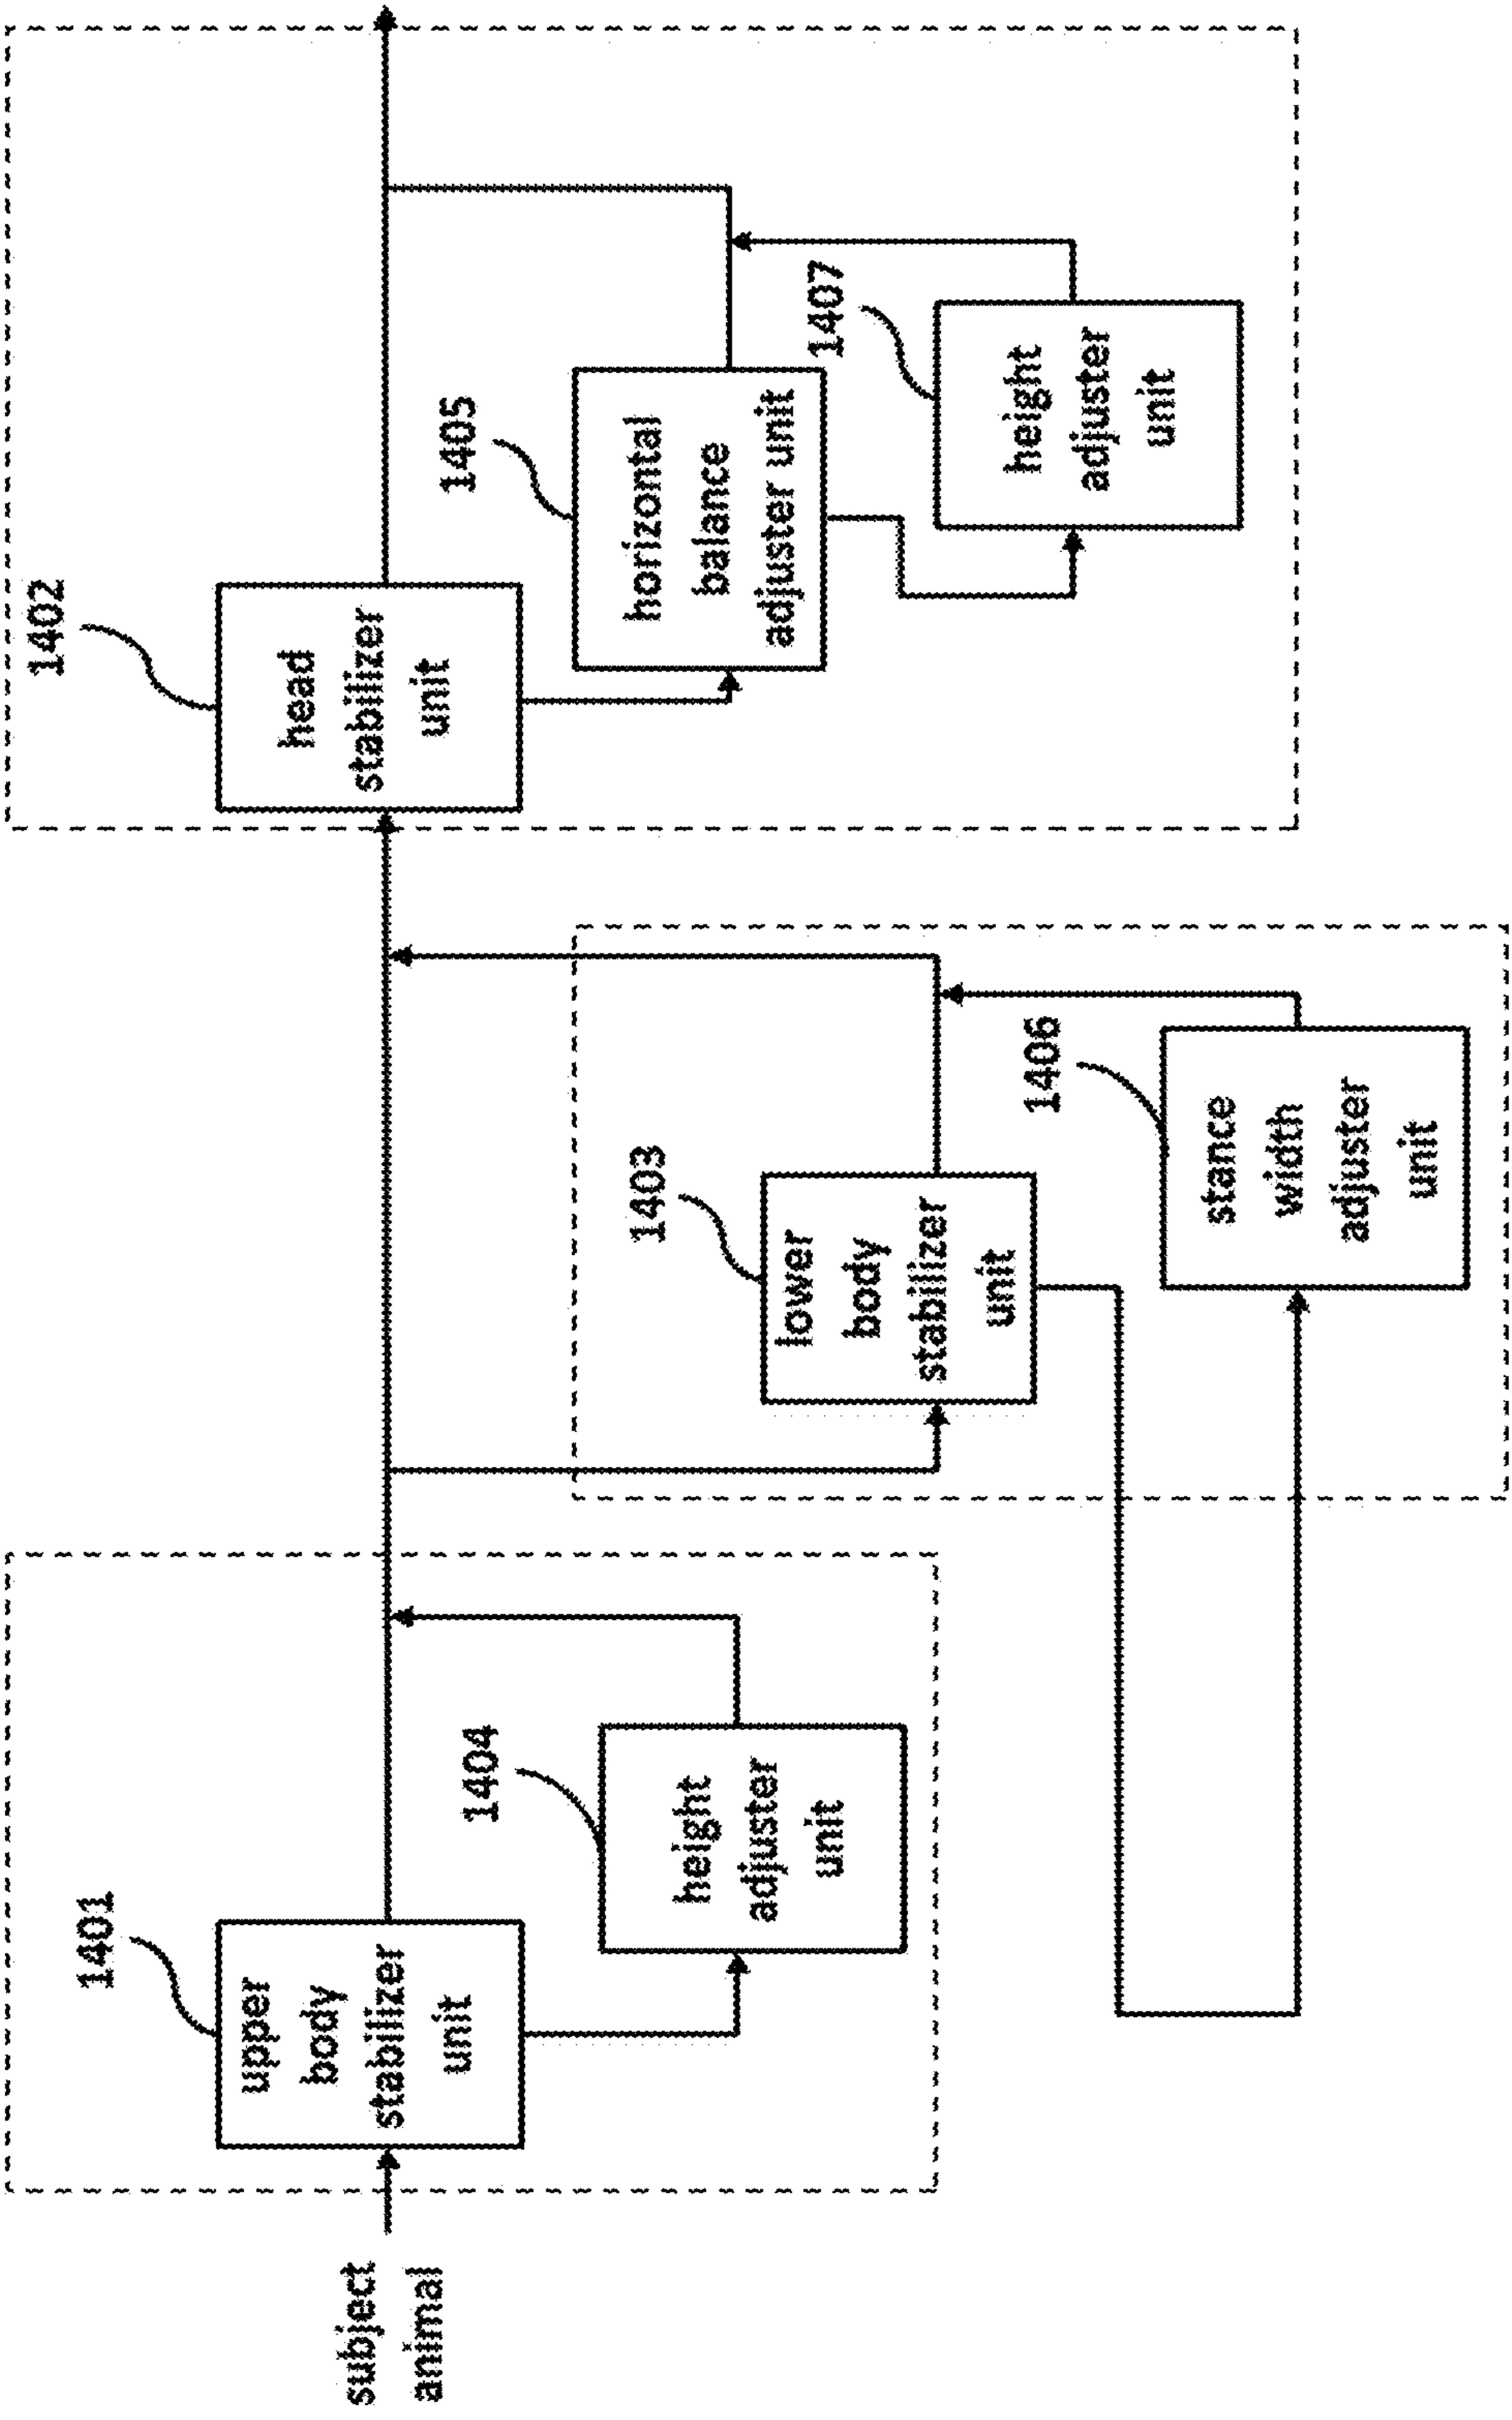 subject
animal
1401
upper
body
stabilizer
unit
1404
height
adjuster
unit
1403
lower
body
stabilizer
unit
1406
stance
width
adjuster
unit
1402
head
stabilizer
unit
1405
horizontal
balance
adjuster unit
1407
height
adjuster
unit